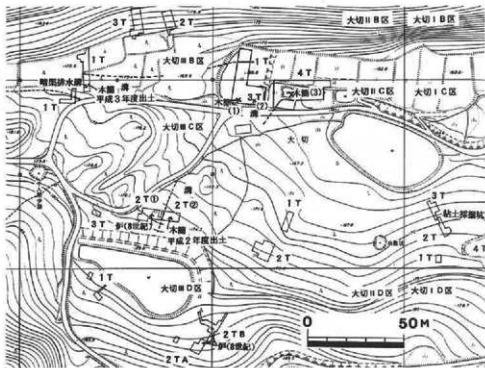 3T
2T
大切ⅢB区
大切ⅡB区
大切ⅠB区
1T
暗渠排水溝
溝
木簡
平成3年度出土
1T
1T
4T
木簡(3)
大切ⅡC区
大切ⅠC区
木簡
(1)
3T
(2)
溝
大切ⅢC区
大切
溝
2T①
2T②
3T
炉(8世紀)
木簡
平成2年度出土
1T
1T
2T
3T
粘土採掘坑
2T
1T
4T
大切ⅢD区
大切ⅡD区
大切ⅠD区
2TB
炉(8世紀)
2TA
0
50M